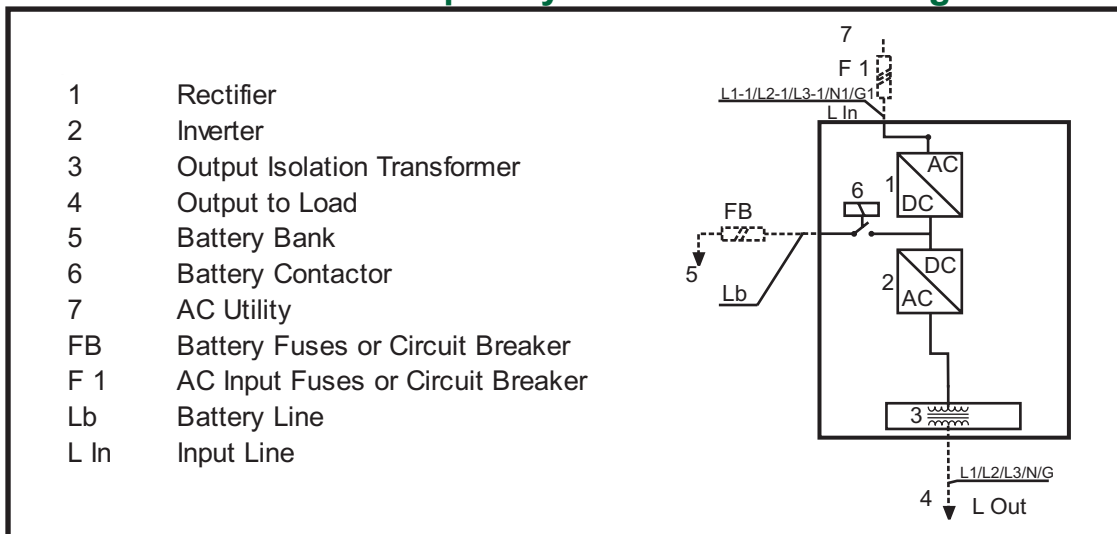 1 Rectifier
2 Inverter
3 Output Isolation Transformer
4 Output to Load
5 Battery Bank
6 Battery Contactor
7 AC Utility
FB Battery Fuses or Circuit Breaker
F 1 AC Input Fuses or Circuit Breaker
Lb Battery Line
L In Input Line
7
F 1
L1-1/L2-1/L3-1/N1/G1
L In
AC
1
DC
6
FB
5
Lb
DC
2
AC
3
L1/L2/L3/N/G
4
L Out